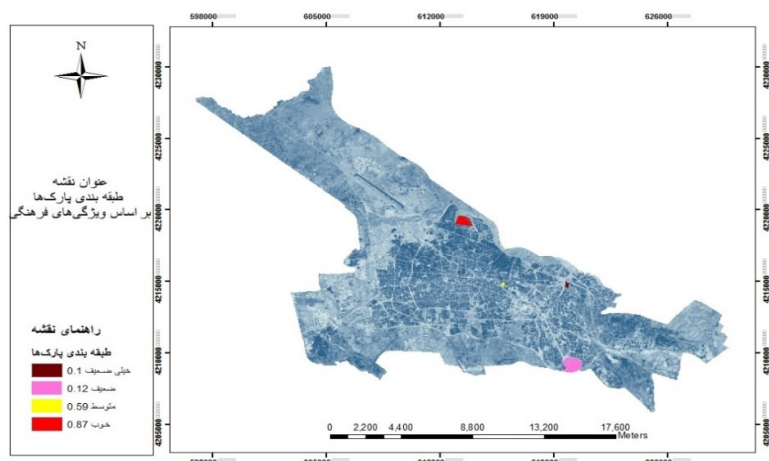 598000 605000 612000 619000 626000
N
عنوان نقشه
طبقه بندی پارک‌ها
بر اساس ویژگی‌های فرهنگی
راهنمای نقشه
طبقه بندی پارک‌ها
خیلی ضعیف 0.1
ضعیف 0.12
متوسط 0.59
خوب 0.87
4230000
4225000
4220000
4215000
4210000
4205000
0 2,200 4,400 8,800 13,200 17,600
Meters